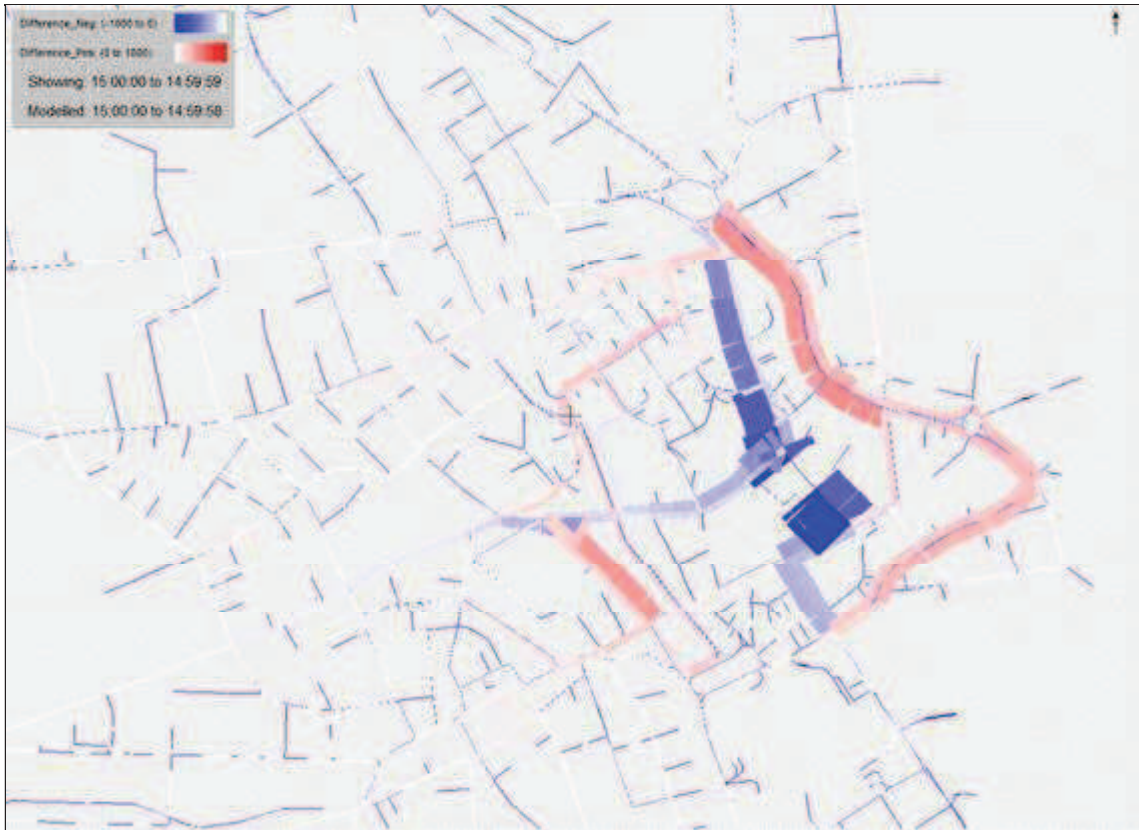 Difference_Neg: (-1000 to 0)
Difference_Pos: (0 to 1000)
Showing: 15:00:00 to 14:59:59
Modelled: 15:00:00 to 14:59:59